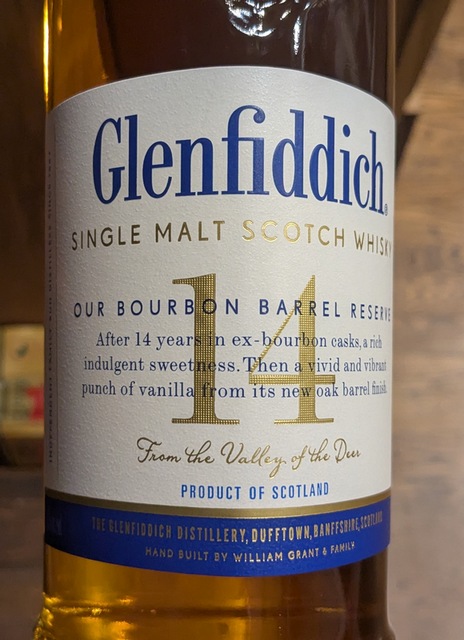 Glenfiddich
SINGLE MALT SCOTCH WHISKY
14
OUR BOURBON BARREL RESERVE
After 14 years in ex-bourbon casks, a rich
indulgent sweetness. Then a vivid and vibrant
punch of vanilla from its new oak barrel finish.
From the Valley of the Deer
PRODUCT OF SCOTLAND
THE GLENFIDDICH DISTILLERY, DUFFTOWN, BANFFSHIRE, SCOTLAND
HAND BUILT BY WILLIAM GRANT & FAMILY